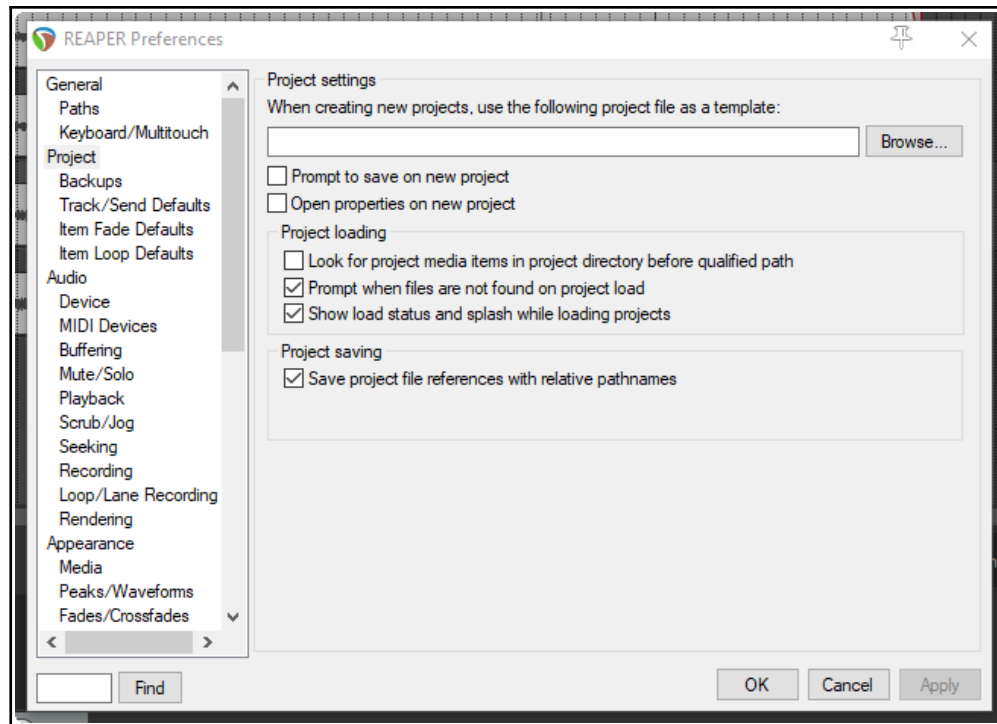 REAPER Preferences
General
Paths
Keyboard/Multitouch
Project
Backups
Track/Send Defaults
Item Fade Defaults
Item Loop Defaults
Audio
Device
MIDI Devices
Buffering
Mute/Solo
Playback
Scrub/Jog
Seeking
Recording
Loop/Lane Recording
Rendering
Appearance
Media
Peaks/Waveforms
Fades/Crossfades
Find
Project settings
When creating new projects, use the following project file as a template:
Browse...
Prompt to save on new project
Open properties on new project
Project loading
Look for project media items in project directory before qualified path
Prompt when files are not found on project load
Show load status and splash while loading projects
Project saving
Save project file references with relative pathnames
OK
Cancel
Apply